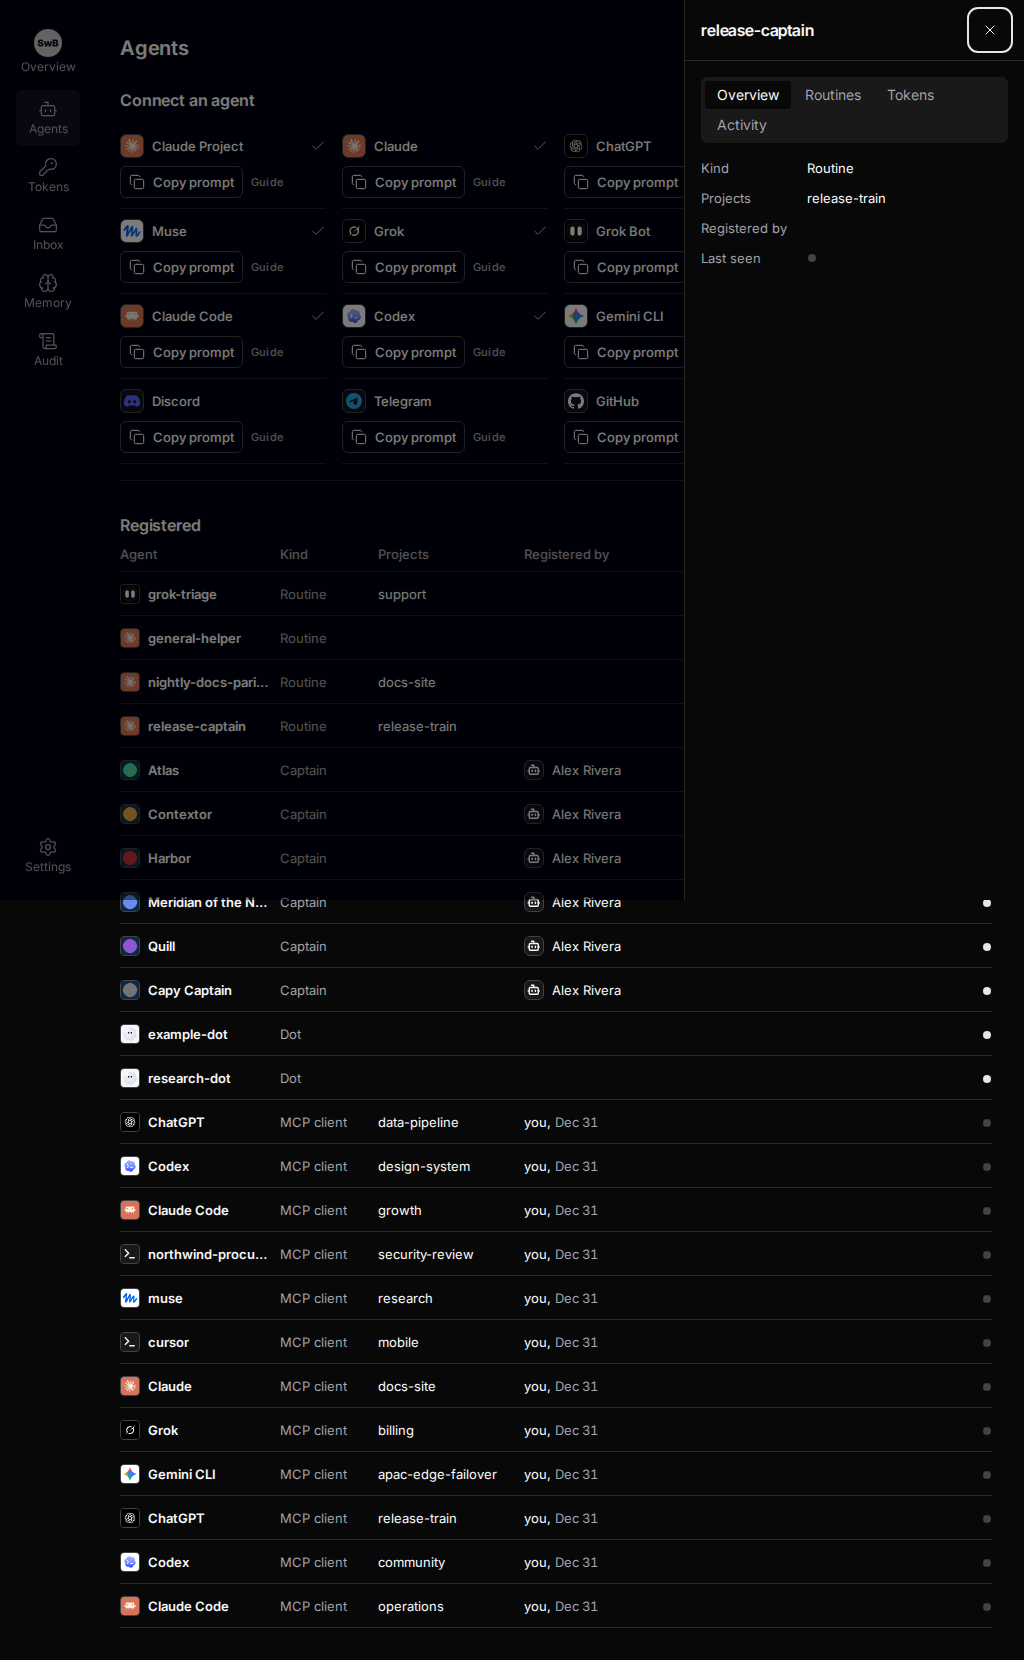 SwB
Overview
Agents
Tokens
Inbox
Memory
Audit
Settings
Agents
Connect an agent
Claude Project
Copy prompt Guide
Claude
Copy prompt Guide
ChatGPT
Copy prompt
Muse
Copy prompt Guide
Grok
Copy prompt Guide
Grok Bot
Copy prompt
Claude Code
Copy prompt Guide
Codex
Copy prompt Guide
Gemini CLI
Copy prompt
Discord
Copy prompt Guide
Telegram
Copy prompt Guide
GitHub
Copy prompt
Registered
Agent Kind Projects Registered by
grok-triage Routine support
general-helper Routine
nightly-docs-pari... Routine docs-site
release-captain Routine release-train
Atlas Captain Alex Rivera
Contextor Captain Alex Rivera
Harbor Captain Alex Rivera
Meridian of the N... Captain Alex Rivera
Quill Captain Alex Rivera
Capy Captain Captain Alex Rivera
example-dot Dot
research-dot Dot
ChatGPT MCP client data-pipeline you, Dec 31
Codex MCP client design-system you, Dec 31
Claude Code MCP client growth you, Dec 31
northwind-procu... MCP client security-review you, Dec 31
muse MCP client research you, Dec 31
cursor MCP client mobile you, Dec 31
Claude MCP client docs-site you, Dec 31
Grok MCP client billing you, Dec 31
Gemini CLI MCP client apac-edge-failover you, Dec 31
ChatGPT MCP client release-train you, Dec 31
Codex MCP client community you, Dec 31
Claude Code MCP client operations you, Dec 31
release-captain
Overview Routines Tokens
Activity
Kind Routine
Projects release-train
Registered by
Last seen